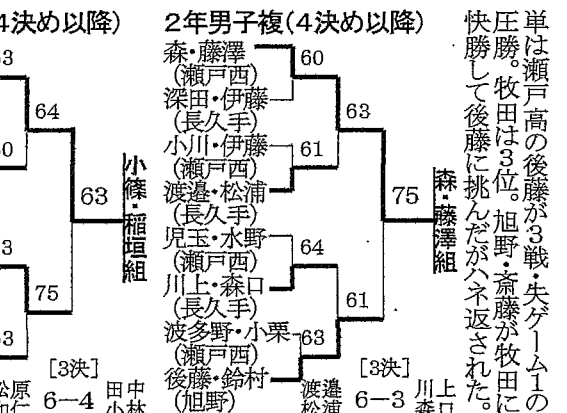 単は瀬戸高の後藤が3戦・失ゲーム1の
圧勝。牧田は3位。旭野・斎藤が牧田に
快勝して後藤に挑んだがハネ返された。
2年男子複(4決め以降)
森・藤澤
(瀬戸西)
深田・伊藤
(長久手)
小川・伊藤
(瀬戸西)
渡邉・松浦
(長久手)
児玉・水野
(瀬戸西)
川上・森口
(長久手)
波多野・小栗
(瀬戸西)
後藤・鈴村
(旭野)
60
61
64
63
63
61
75
森・藤澤組
[3決]
渡邉
松浦
6-3
川上
森口
4決め以降)
64
75
63
小篠・稲垣組
[3決]
6-4
田中
小林